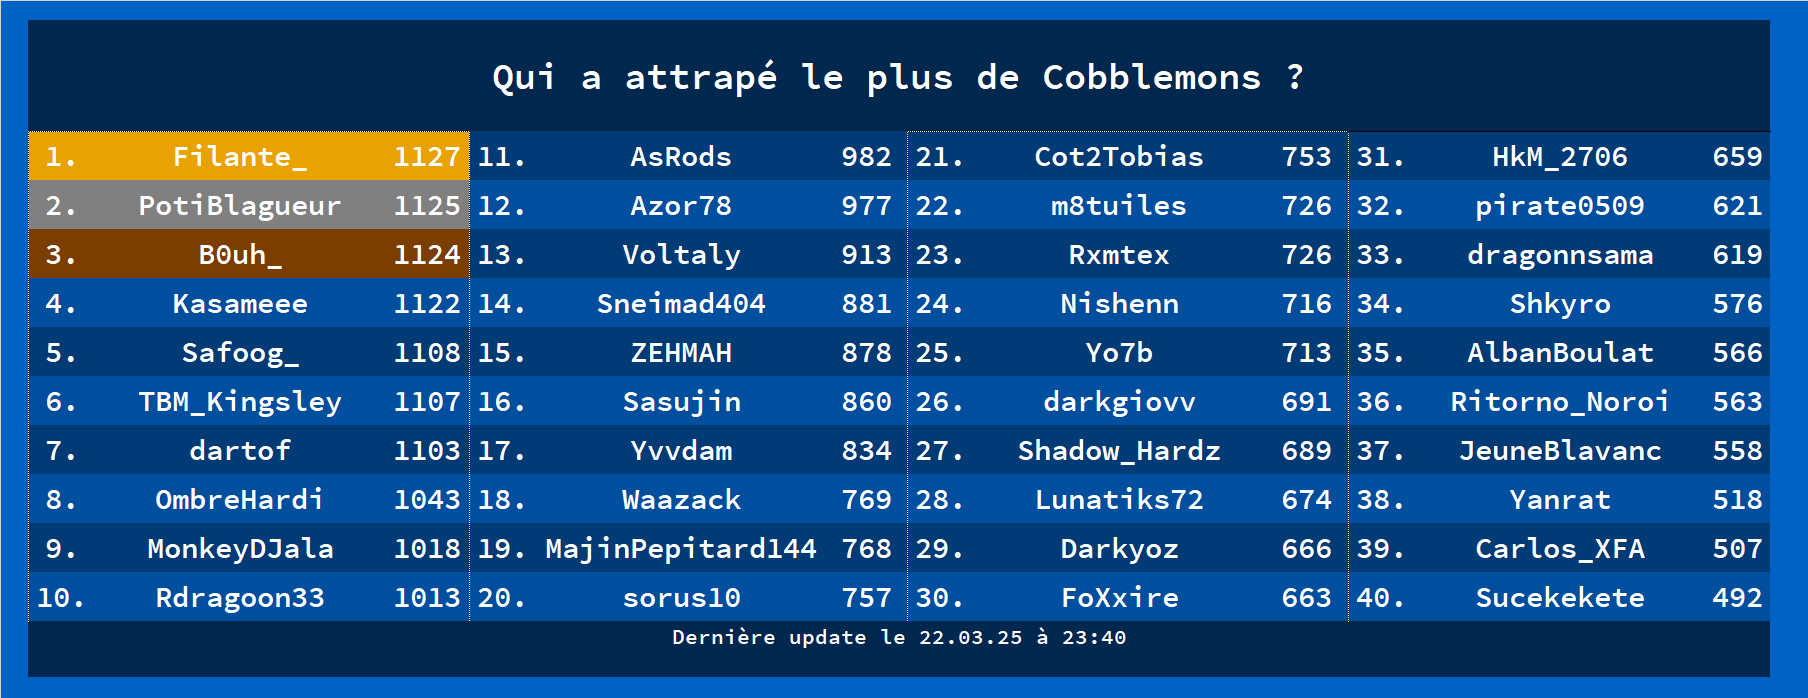 Qui a attrapé le plus de Cobblemons ?
1. Filante_ 1127 11. AsRods 982 21. Cot2Tobias 753 31. HkM_2706 659
2. PotiBlagueur 1125 12. Azor78 977 22. m8tuiles 726 32. pirate0509 621
3. B0uh_ 1124 13. Voltaly 913 23. Rxmtex 726 33. dragonnsama 619
4. Kasameee 1122 14. Sneimad404 881 24. Nishenn 716 34. Shkyro 576
5. Safoog_ 1108 15. ZEHMAH 878 25. Yo7b 713 35. AlbanBoulat 566
6. TBM_Kingsley 1107 16. Sasujin 860 26. darkgiovv 691 36. Ritorno_Noroi 563
7. dartof 1103 17. Yvvdam 834 27. Shadow_Hardz 689 37. JeuneBlavanc 558
8. OmbreHardi 1043 18. Waazack 769 28. Lunatiks72 674 38. Yanrat 518
9. MonkeyDJala 1018 19. MajinPepitard144 768 29. Darkyoz 666 39. Carlos_XFA 507
10. Rdragoon33 1013 20. sorus10 757 30. FoXxire 663 40. Sucekekete 492
Dernière update le 22.03.25 à 23:40